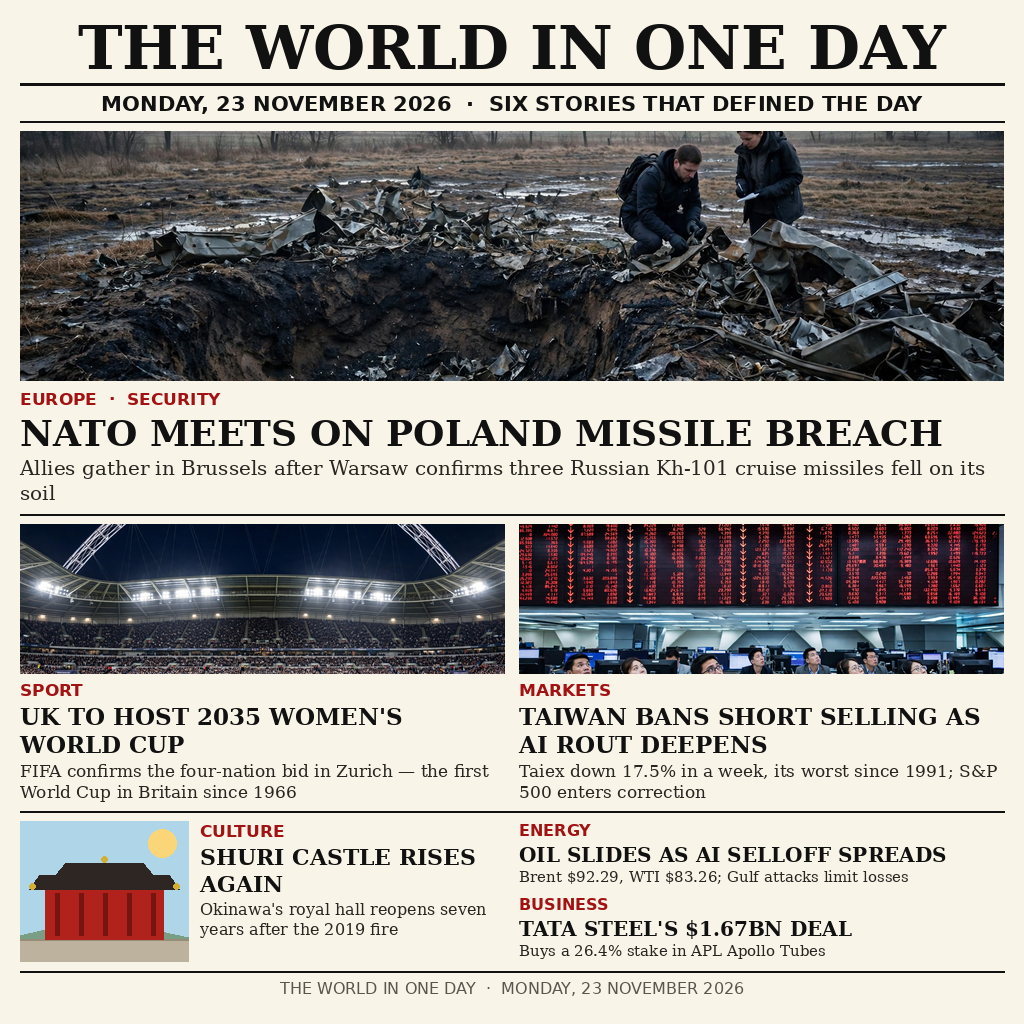 THE WORLD IN ONE DAY
MONDAY, 23 NOVEMBER 2026 · SIX STORIES THAT DEFINED THE DAY
EUROPE · SECURITY
NATO MEETS ON POLAND MISSILE BREACH
Allies gather in Brussels after Warsaw confirms three Russian Kh-101 cruise missiles fell on its
soil
SPORT
UK TO HOST 2035 WOMEN'S
WORLD CUP
FIFA confirms the four-nation bid in Zurich — the first
World Cup in Britain since 1966
MARKETS
TAIWAN BANS SHORT SELLING AS
AI ROUT DEEPENS
Taiex down 17.5% in a week, its worst since 1991; S&P
500 enters correction
CULTURE
SHURI CASTLE RISES
AGAIN
Okinawa's royal hall reopens seven
years after the 2019 fire
ENERGY
OIL SLIDES AS AI SELLOFF SPREADS
Brent $92.29, WTI $83.26; Gulf attacks limit losses
BUSINESS
TATA STEEL'S $1.67BN DEAL
Buys a 26.4% stake in APL Apollo Tubes
THE WORLD IN ONE DAY · MONDAY, 23 NOVEMBER 2026